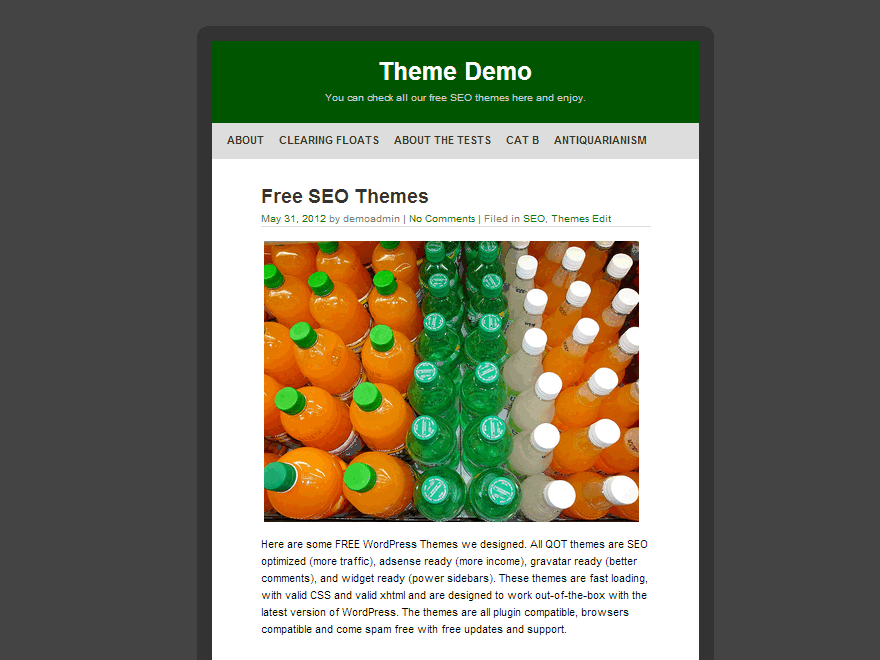 Theme Demo
You can check all our free SEO themes here and enjoy.
ABOUT CLEARING FLOATS ABOUT THE TESTS CAT B ANTIQUARIANISM
Free SEO Themes
May 31, 2012 by demoadmin | No Comments | Filed in SEO, Themes Edit
Here are some FREE WordPress Themes we designed. All QOT themes are SEO
optimized (more traffic), adsense ready (more income), gravatar ready (better
comments), and widget ready (power sidebars). These themes are fast loading,
with valid CSS and valid xhtml and are designed to work out-of-the-box with the
latest version of WordPress. The themes are all plugin compatible, browsers
compatible and come spam free with free updates and support.